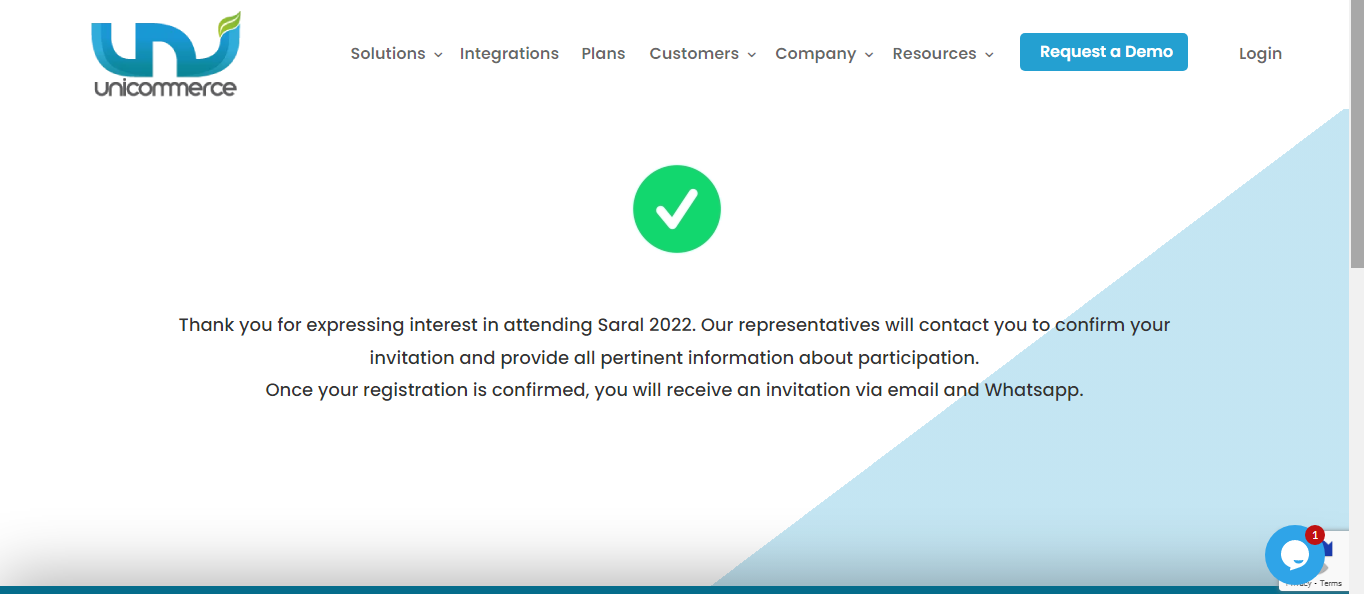 unicommerce
Solutions Integrations Plans Customers Company Resources Request a Demo Login
Thank you for expressing interest in attending Saral 2022. Our representatives will contact you to confirm your
invitation and provide all pertinent information about participation.
Once your registration is confirmed, you will receive an invitation via email and Whatsapp.
1
- Terms